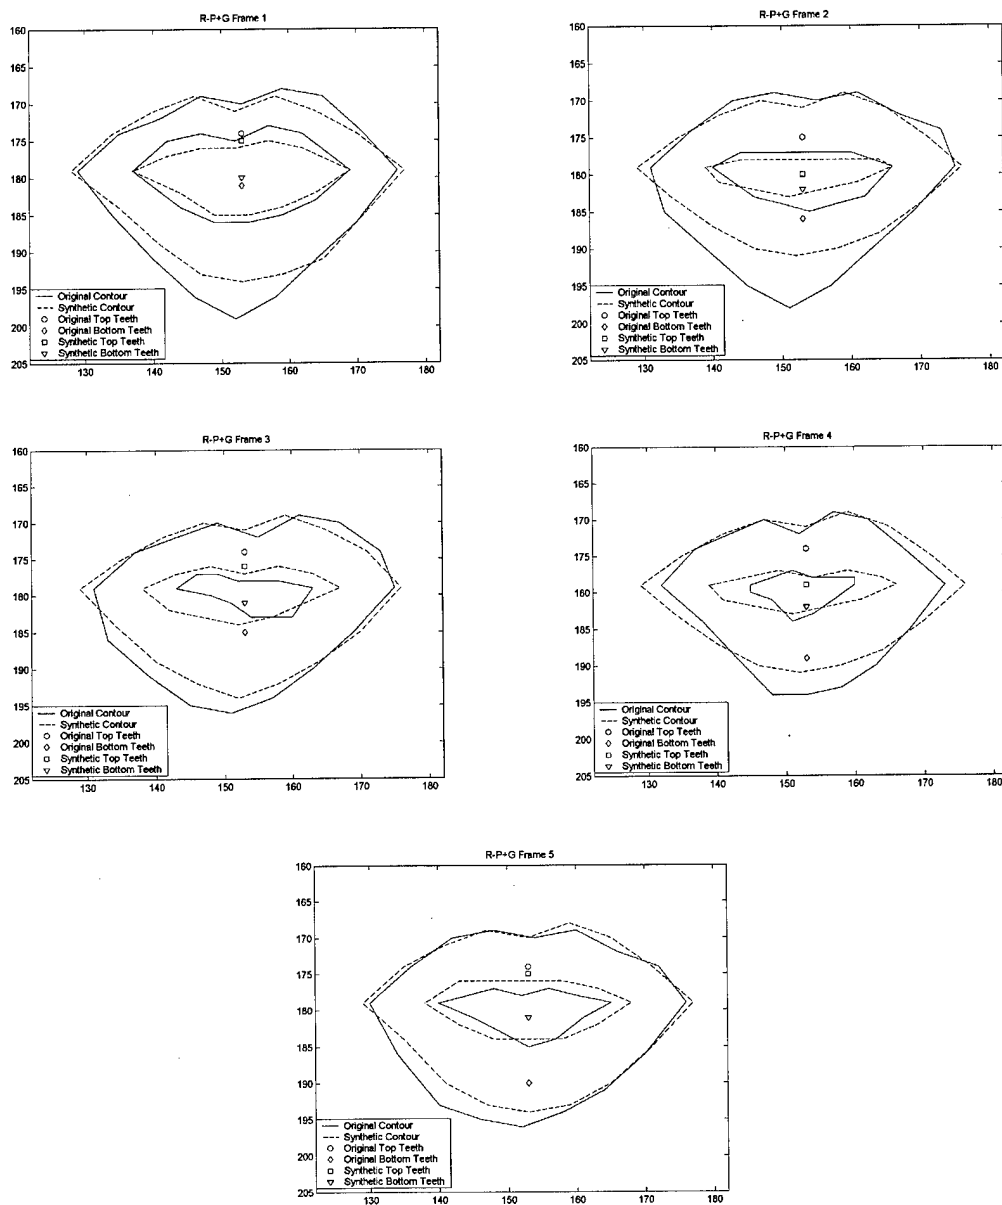 R-P+G Frame 1
160
165
170
175
180
185
190
195
200
205
130
140
150
160
170
180
Original Contour
Synthetic Contour
Original Top Teeth
Original Bottom Teeth
Synthetic Top Teeth
Synthetic Bottom Teeth
R-P+G Frame 2
160
165
170
175
180
185
190
195
200
205
130
140
150
160
170
180
Original Contour
Synthetic Contour
Original Top Teeth
Original Bottom Teeth
Synthetic Top Teeth
Synthetic Bottom Teeth
R-P+G Frame 3
160
165
170
175
180
185
190
195
200
205
130
140
150
160
170
180
Original Contour
Synthetic Contour
Original Top Teeth
Original Bottom Teeth
Synthetic Top Teeth
Synthetic Bottom Teeth
R-P+G Frame 4
160
165
170
175
180
185
190
195
200
205
130
140
150
160
170
180
Original Contour
Synthetic Contour
Original Top Teeth
Original Bottom Teeth
Synthetic Top Teeth
Synthetic Bottom Teeth
R-P+G Frame 5
160
165
170
175
180
185
190
195
200
205
130
140
150
160
170
180
Original Contour
Synthetic Contour
Original Top Teeth
Original Bottom Teeth
Synthetic Top Teeth
Synthetic Bottom Teeth